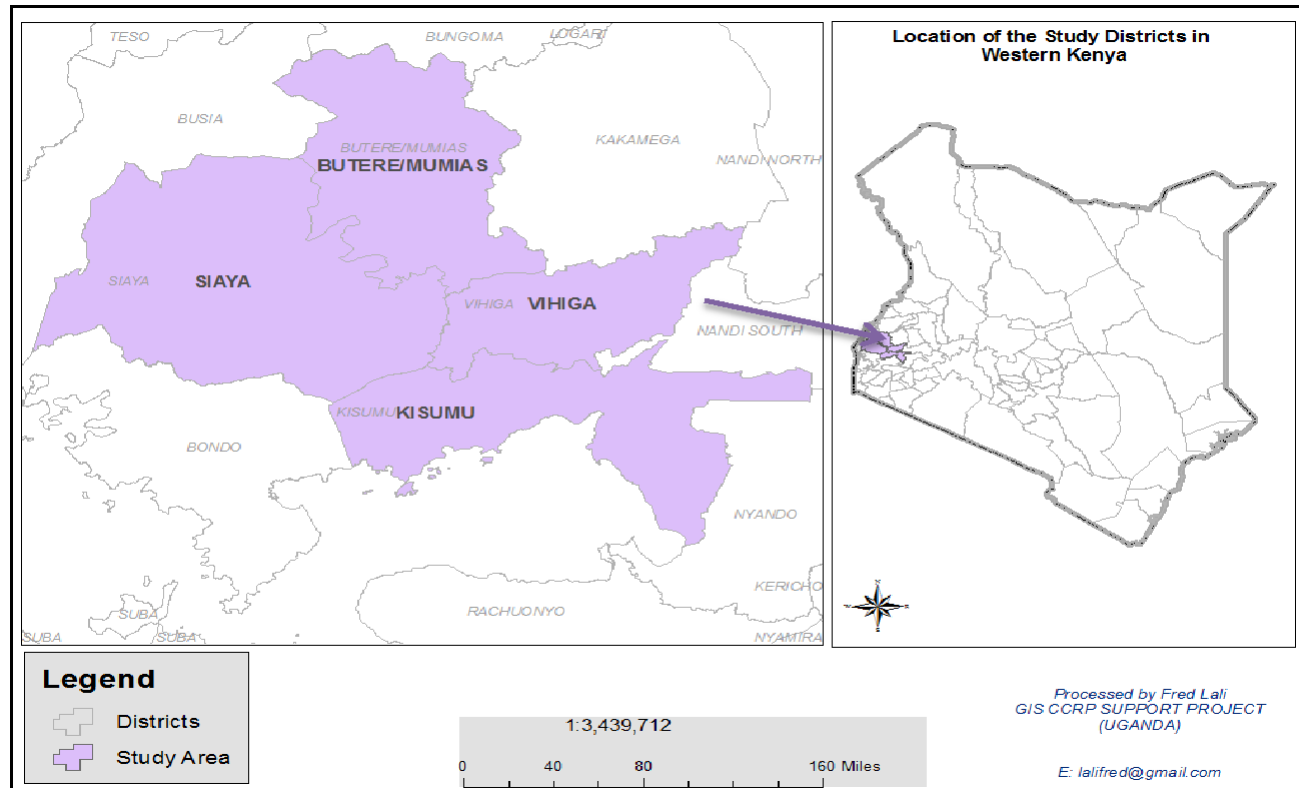 TESO
BUNGOMA
LUGARI
BUSIA
KAKAMEGA
BUTERE/MUMIAS
BUTERE/MUMIAS
NANDI NORTH
SIAYA
SIAYA
VIHIGA
VIHIGA
NANDI SOUTH
KISUMU
KISUMU
BONDO
NYANDO
KERICHO
SUBA
RACHUONYO
SUBA
SUBA
NYAMIRA
Location of the Study Districts in
Western Kenya
N
Legend
Districts
Study Area
1:3,439,712
0 40 80 160 Miles
Processed by Fred Lali
GIS CCRP SUPPORT PROJECT
(UGANDA)
E: lalifred@gmail.com